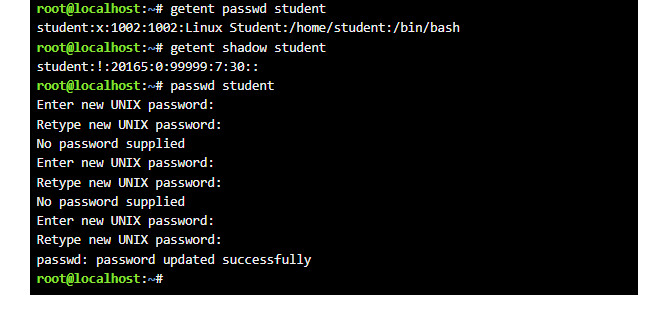 root@localhost:~# getent passwd student
student:x:1002:1002:Linux Student:/home/student:/bin/bash
root@localhost:~# getent shadow student
student:!:20165:0:99999:7:30::
root@localhost:~# passwd student
Enter new UNIX password:
Retype new UNIX password:
No password supplied
Enter new UNIX password:
Retype new UNIX password:
No password supplied
Enter new UNIX password:
Retype new UNIX password:
passwd: password updated successfully
root@localhost:~#